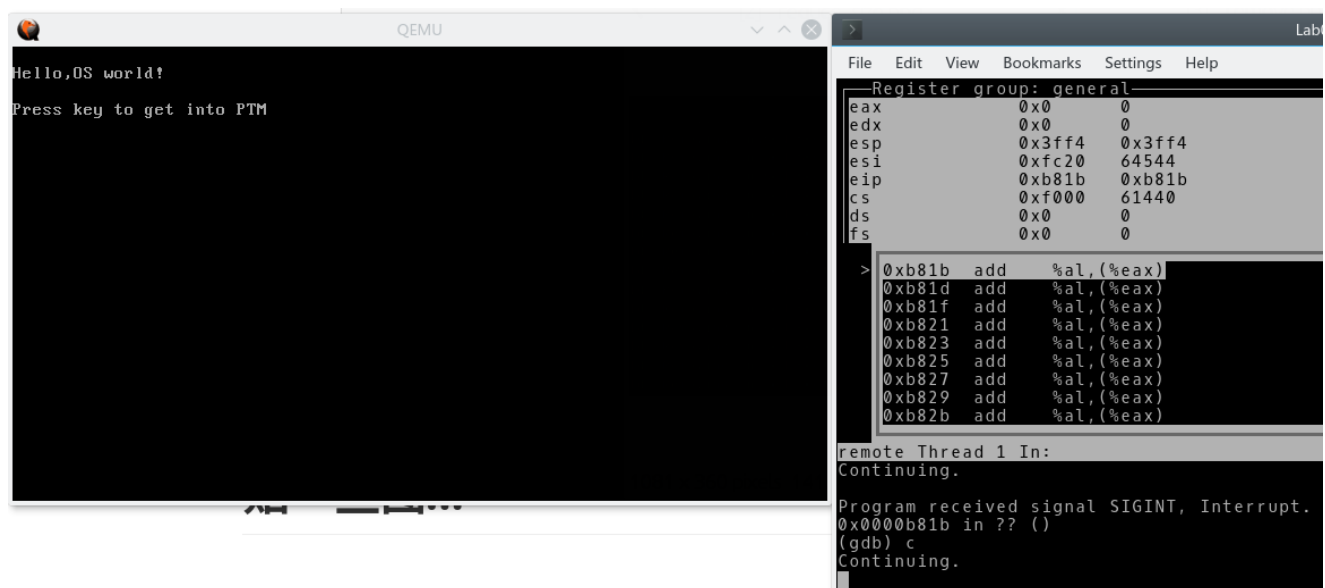 QEMU
Hello,OS world!
Press key to get into PTM
File Edit View Bookmarks Settings Help
Register group: general
eax 0x0 0
edx 0x0 0
esp 0x3ff4 0x3ff4
esi 0xfc20 64544
eip 0xb81b 0xb81b
cs 0xf000 61440
ds 0x0 0
fs 0x0 0
> 0xb81b add %al,(%eax)
0xb81d add %al,(%eax)
0xb81f add %al,(%eax)
0xb821 add %al,(%eax)
0xb823 add %al,(%eax)
0xb825 add %al,(%eax)
0xb827 add %al,(%eax)
0xb829 add %al,(%eax)
0xb82b add %al,(%eax)
remote Thread 1 In:
Continuing.
Program received signal SIGINT, Interrupt.
0x0000b81b in ?? ()
(gdb) c
Continuing.